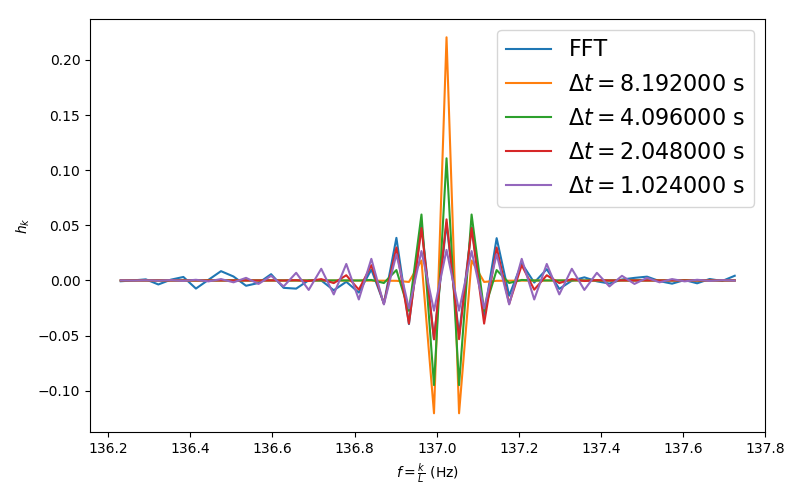 FFT
Δt = 8.192000 s
Δt = 4.096000 s
Δt = 2.048000 s
Δt = 1.024000 s
0.20
0.15
0.10
0.05
0.00
−0.05
−0.10
h_k
136.2 136.4 136.6 136.8 137.0 137.2 137.4 137.6 137.8
f = k/L (Hz)